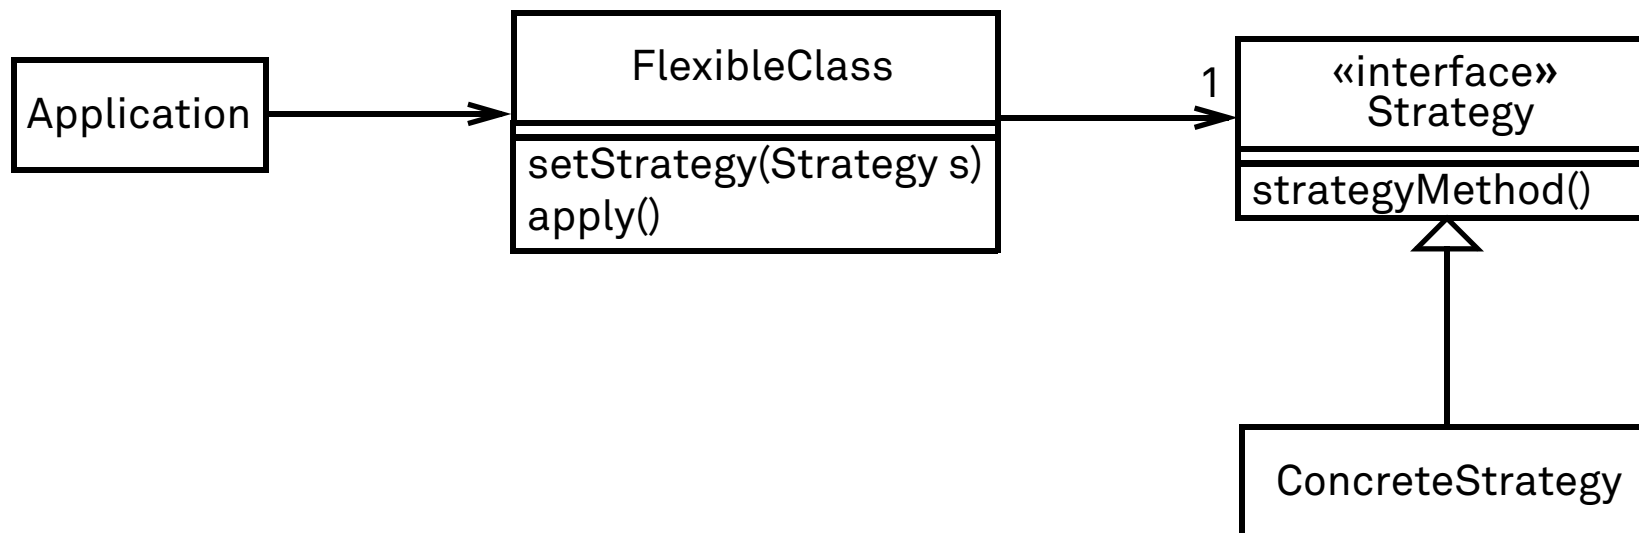 Application
FlexibleClass
setStrategy(Strategy s)
apply()
1
«interface»
Strategy
strategyMethod()
ConcreteStrategy